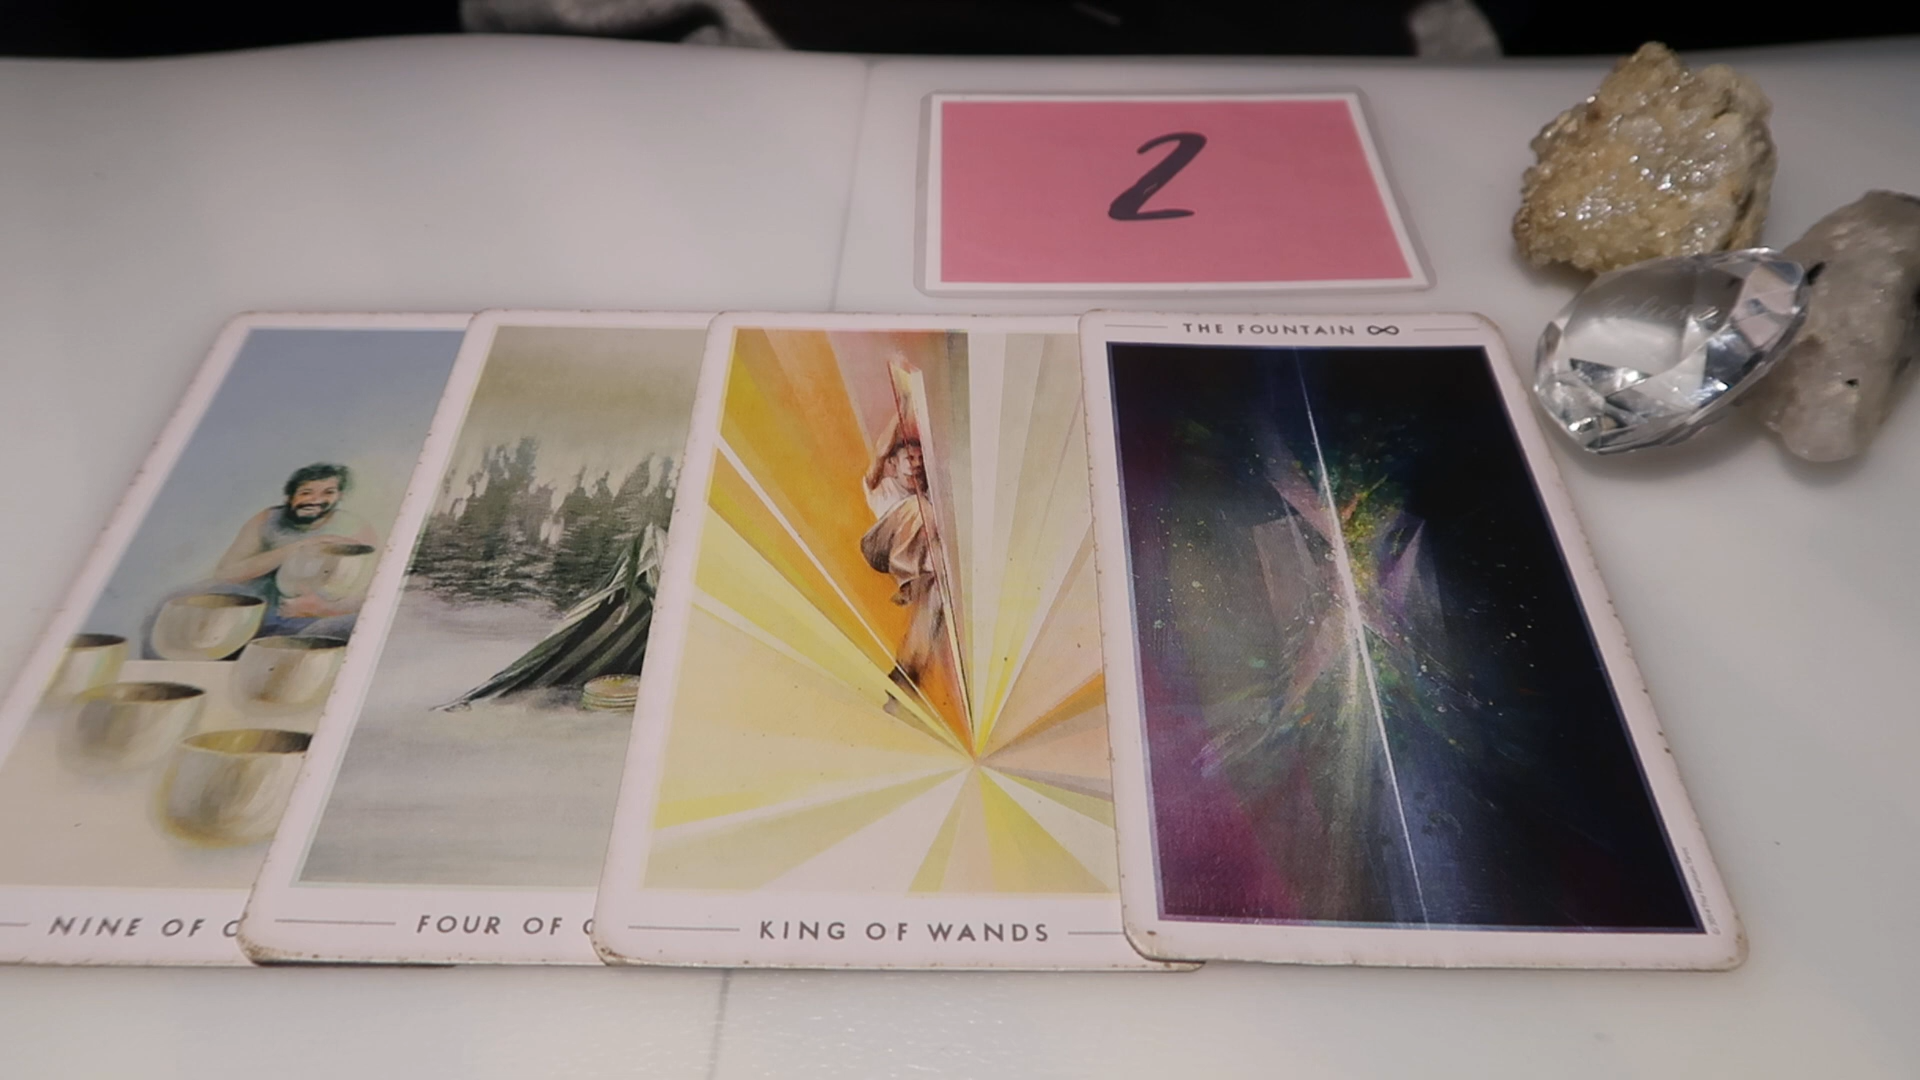 2
THE FOUNTAIN ∞
NINE OF C
FOUR OF C
KING OF WANDS